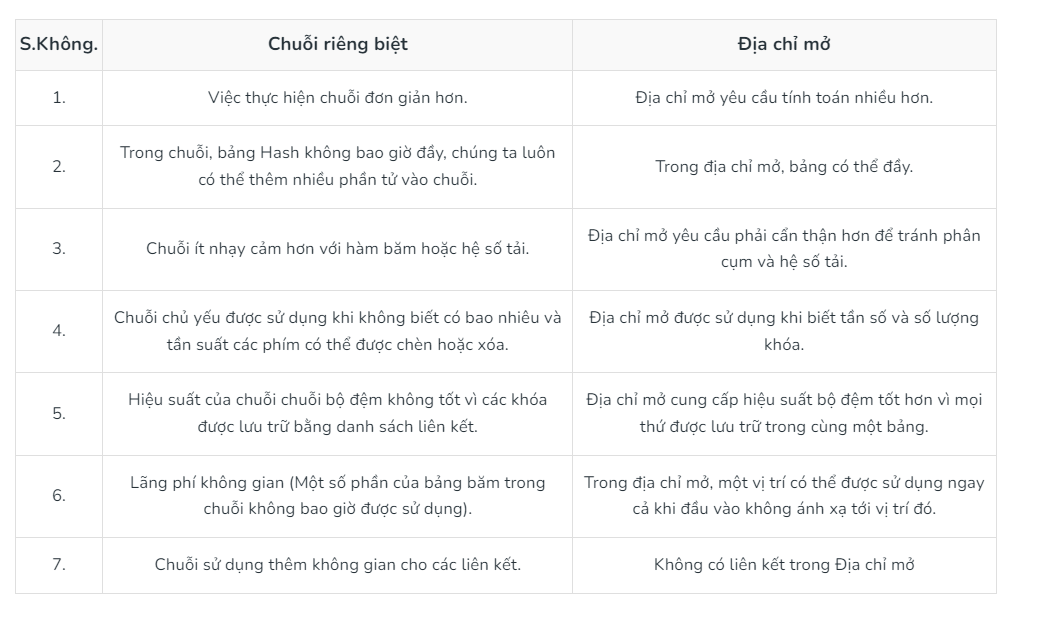 S.Không. Chuỗi riêng biệt Địa chỉ mở
1. Việc thực hiện chuỗi đơn giản hơn. Địa chỉ mở yêu cầu tính toán nhiều hơn.
2. Trong chuỗi, bảng Hash không bao giờ đầy, chúng ta luôn
có thể thêm nhiều phần tử vào chuỗi.
Trong địa chỉ mở, bảng có thể đầy.
3. Chuỗi ít nhạy cảm hơn với hàm băm hoặc hệ số tải.
Địa chỉ mở yêu cầu phải cẩn thận hơn để tránh phân
cụm và hệ số tải.
4. Chuỗi chủ yếu được sử dụng khi không biết có bao nhiêu và
tần suất các phím có thể được chèn hoặc xóa.
Địa chỉ mở được sử dụng khi biết tần số và số lượng
khóa.
5. Hiệu suất của chuỗi chuỗi bộ đệm không tốt vì các khóa
được lưu trữ bằng danh sách liên kết.
Địa chỉ mở cung cấp hiệu suất bộ đệm tốt hơn vì mọi
thứ được lưu trữ trong cùng một bảng.
6. Lãng phí không gian (Một số phần của bảng băm trong
chuỗi không bao giờ được sử dụng).
Trong địa chỉ mở, một vị trí có thể được sử dụng ngay
cả khi đầu vào không ánh xạ tới vị trí đó.
7. Chuỗi sử dụng thêm không gian cho các liên kết. Không có liên kết trong Địa chỉ mở